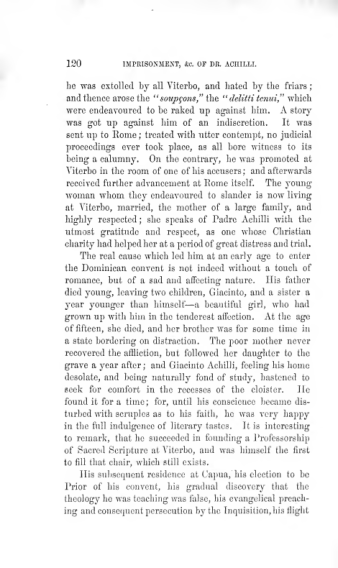 120 IMPRISONMENT, &c. OF DR. ACHILLI.
he was extolled by all Viterbo, and hated by the friars;
and thence arose the "soupçons," the "delitti tenui," which
were endeavoured to be raked up against him. A story
was got up against him of an indiscretion. It was
sent up to Rome; treated with utter contempt, no judicial
proceedings ever took place, as all bore witness to its
being a calumny. On the contrary, he was promoted at
Viterbo in the room of one of his accusers; and afterwards
received further advancement at Rome itself. The young
woman whom they endeavoured to slander is now living
at Viterbo, married, the mother of a large family, and
highly respected; she speaks of Padre Achilli with the
utmost gratitude and respect, as one whose Christian
charity had helped her at a period of great distress and trial.
The real cause which led him at an early age to enter
the Dominican convent is not indeed without a touch of
romance, but of a sad and affecting nature. His father
died young, leaving two children, Giacinto, and a sister a
year younger than himself—a beautiful girl, who had
grown up with him in the tenderest affection. At the age
of fifteen, she died, and her brother was for some time in
a state bordering on distraction. The poor mother never
recovered the affliction, but followed her daughter to the
grave a year after; and Giacinto Achilli, feeling his home
desolate, and being naturally fond of study, hastened to
seek for comfort in the recesses of the cloister. He
found it for a time; for, until his conscience became dis-
turbed with scruples as to his faith, he was very happy
in the full indulgence of literary tastes. It is interesting
to remark, that he succeeded in founding a Professorship
of Sacred Scripture at Viterbo, and was himself the first
to fill that chair, which still exists.
His subsequent residence at Capua, his election to be
Prior of his convent, his gradual discovery that the
theology he was teaching was false, his evangelical preach-
ing and consequent persecution by the Inquisition, his flight